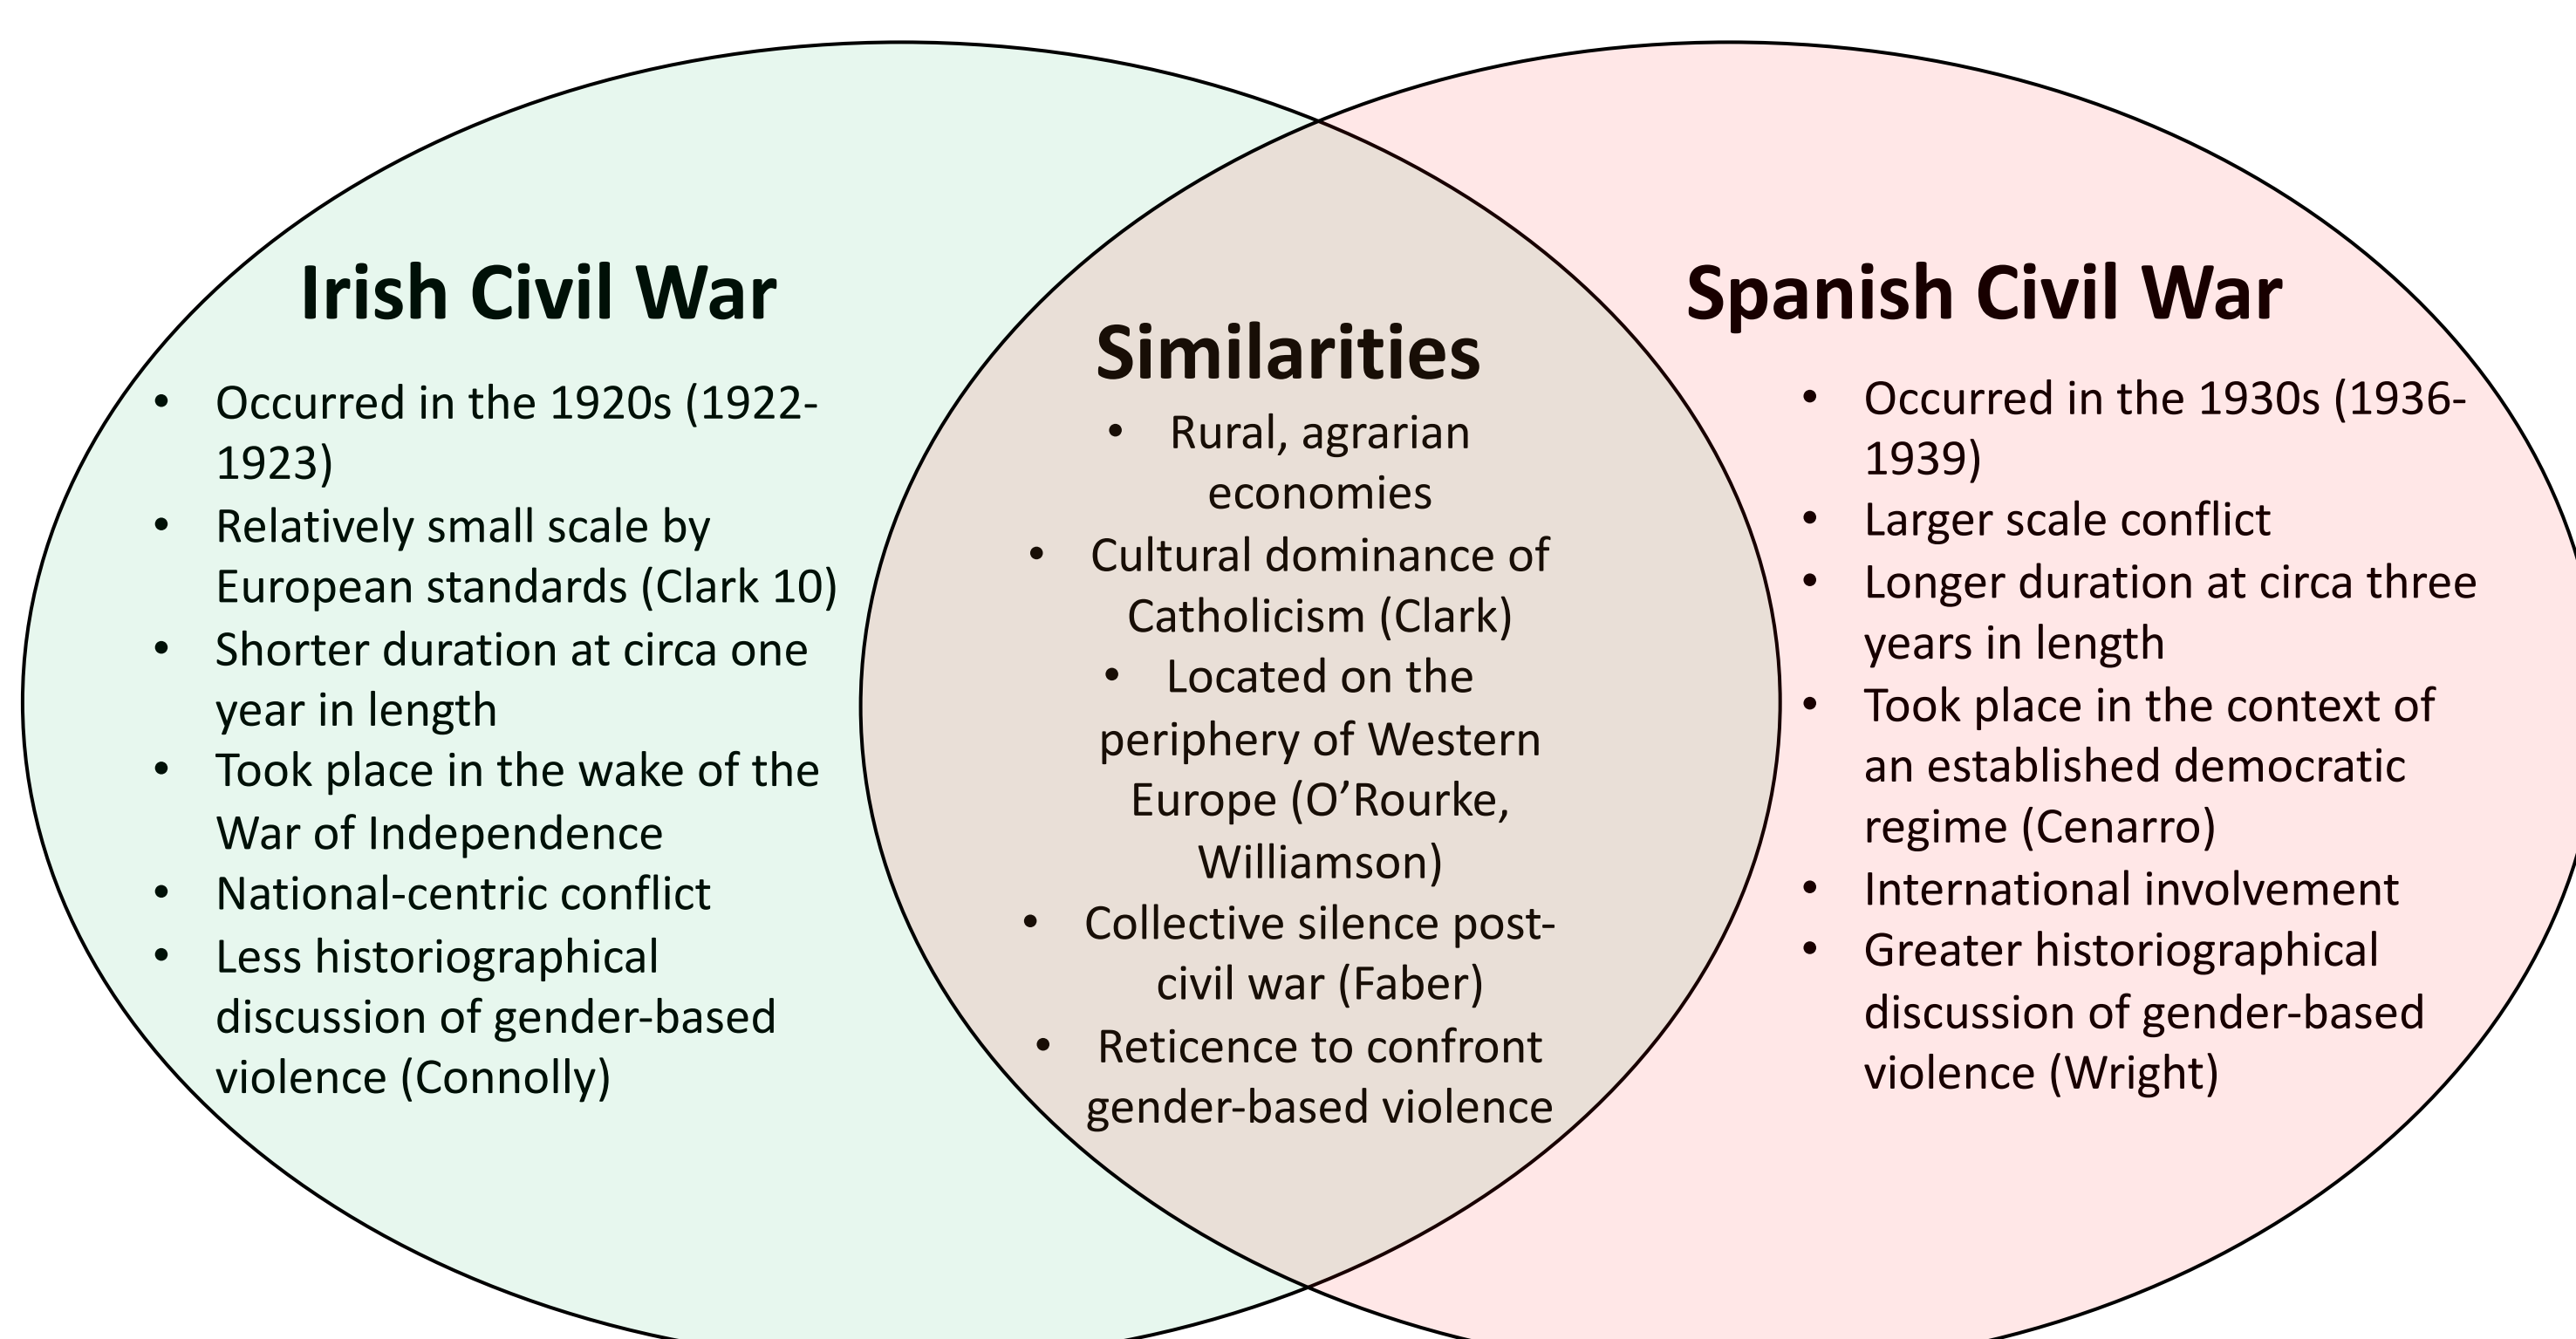 Irish Civil War
• Occurred in the 1920s (1922-
1923)
• Relatively small scale by
European standards (Clark 10)
• Shorter duration at circa one
year in length
• Took place in the wake of the
War of Independence
• National-centric conflict
• Less historiographical
discussion of gender-based
violence (Connolly)
Similarities
• Rural, agrarian
economies
• Cultural dominance of
Catholicism (Clark)
• Located on the
periphery of Western
Europe (O’Rourke,
Williamson)
• Collective silence post-
civil war (Faber)
• Reticence to confront
gender-based violence
Spanish Civil War
• Occurred in the 1930s (1936-
1939)
• Larger scale conflict
• Longer duration at circa three
years in length
• Took place in the context of
an established democratic
regime (Cenarro)
• International involvement
• Greater historiographical
discussion of gender-based
violence (Wright)